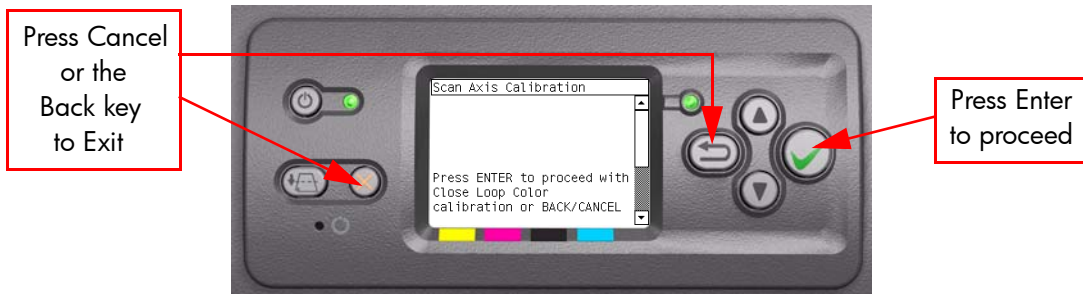 Press Cancel
or the
Back key
to Exit
Scan Axis Calibration
Press ENTER to proceed with
Close Loop Color
calibration or BACK/CANCEL
Press Enter
to proceed